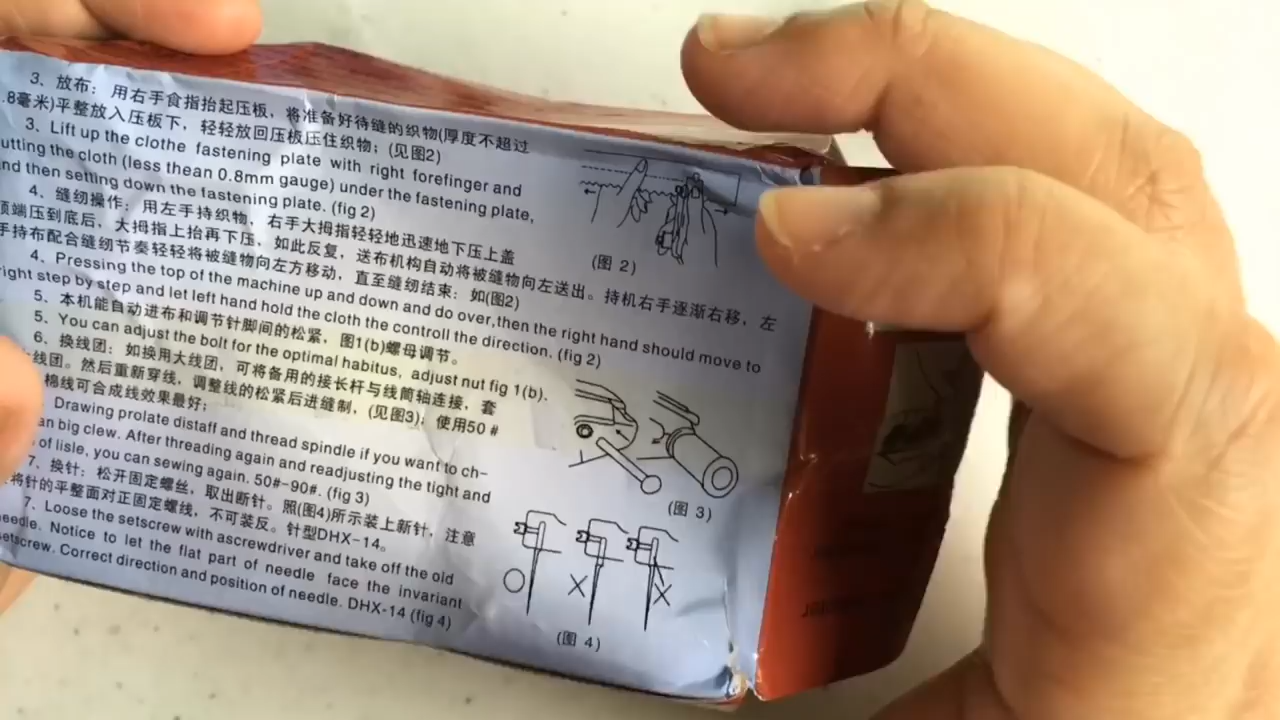 3、放布：用右手食指抬起压板，将准备好待缝的织物(厚度不超过
.8毫米)平整放入压板下，轻轻放回压板压住织物；(见图2)
3、Lift up the clothe fastening plate with right forefinger and
utting the cloth (less thean 0.8mm gauge) under the fastening plate,
nd then setting down the fastening plate. (fig 2)
4、缝纫操作：用左手持织物，右手大拇指轻轻地迅速地下压上盖
顶端压到底后，大拇指上抬再下压，如此反复，送布机构自动将被缝物向左送出。持机右手逐渐右移，左
手持布配合缝纫节奏轻轻将被缝物向左方移动，直至缝纫结束：如(图2)
4、Pressing the top of the machine up and down and do over,then the right hand should move to
right step by step and let left hand hold the cloth the controll the direction. (fig 2)
5、本机能自动进布和调节针脚间的松紧，图1(b)螺母调节。
5、You can adjust the bolt for the optimal habitus, adjust nut fig 1(b).
6、换线团：如换用大线团，可将备用的接长杆与线筒轴连接，套
线团。然后重新穿线，调整线的松紧后进缝制，(见图3)；使用50#
棉线可合成线效果最好；
Drawing prolate distaff and thread spindle if you want to ch-
an big clew. After threading again and readjusting the tight and
of lisle, you can sewing again. 50#-90#. (fig 3)
7、换针：松开固定螺丝，取出断针。照(图4)所示装上新针，注意
将针的平整面对正固定螺线，不可装反。针型DHX-14。
7、Loose the setscrew with ascrewdriver and take off the old
eedle. Notice to let the flat part of needle face the invariant
setscrew. Correct direction and position of needle. DHX-14 (fig 4)
(图 2)
(图 3)
(图 4)